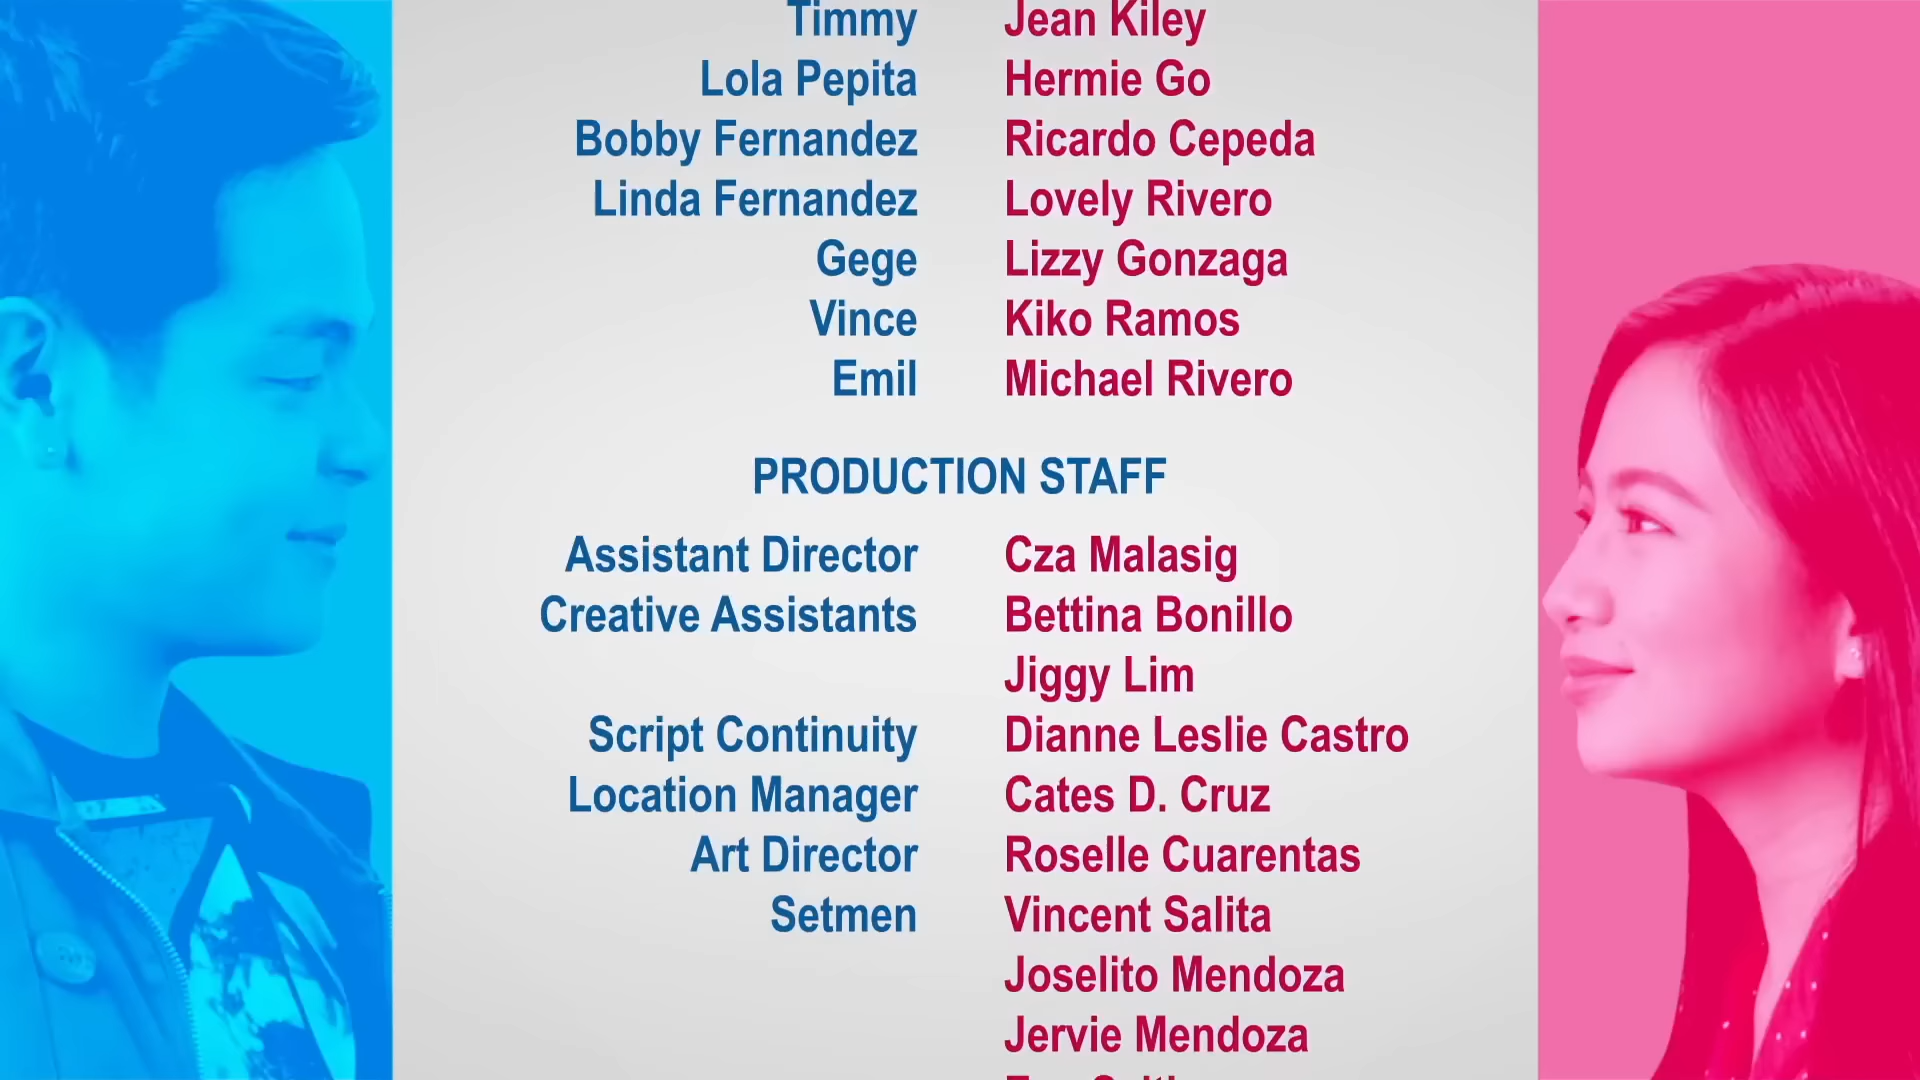 Timmy Jean Kiley
Lola Pepita Hermie Go
Bobby Fernandez Ricardo Cepeda
Linda Fernandez Lovely Rivero
Gege Lizzy Gonzaga
Vince Kiko Ramos
Emil Michael Rivero
PRODUCTION STAFF
Assistant Director Cza Malasig
Creative Assistants Bettina Bonillo
Jiggy Lim
Script Continuity Dianne Leslie Castro
Location Manager Cates D. Cruz
Art Director Roselle Cuarentas
Setmen Vincent Salita
Joselito Mendoza
Jervie Mendoza